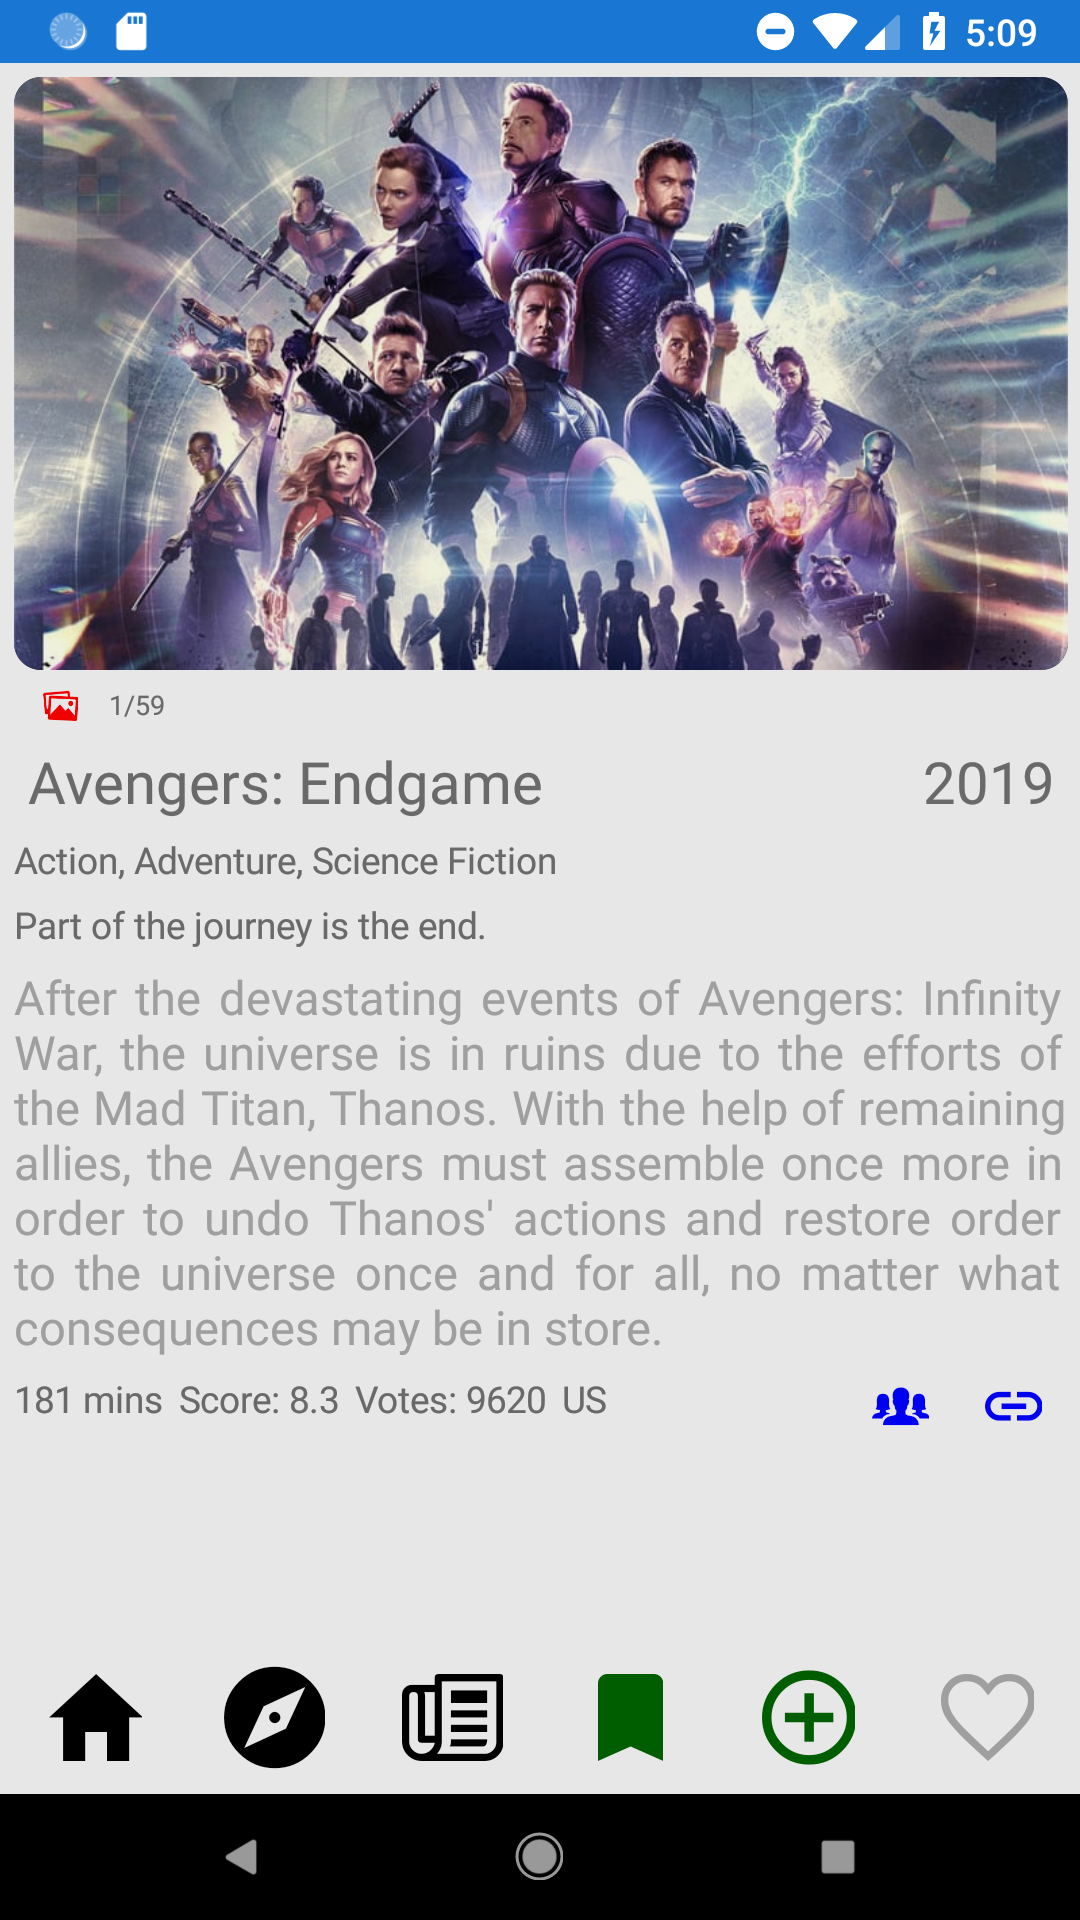 5:09
1/59
Avengers: Endgame 2019
Action, Adventure, Science Fiction
Part of the journey is the end.
After the devastating events of Avengers: Infinity
War, the universe is in ruins due to the efforts of
the Mad Titan, Thanos. With the help of remaining
allies, the Avengers must assemble once more in
order to undo Thanos' actions and restore order
to the universe once and for all, no matter what
consequences may be in store.
181 mins Score: 8.3 Votes: 9620 US